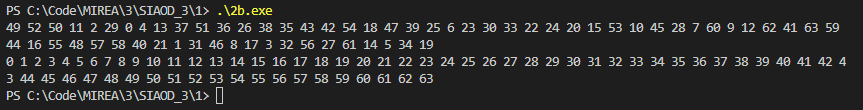 PS C:\Code\MIREA\3\SIAOD_3\1> .\2b.exe
49 52 50 11 2 29 0 4 13 37 51 36 26 38 35 43 42 54 18 47 39 25 6 23 30 33 22 24 20 15 53 10 45 28 7 60 9 12 62 41 63 59
44 16 55 48 57 58 40 21 1 31 46 8 17 3 32 56 27 61 14 5 34 19
0 1 2 3 4 5 6 7 8 9 10 11 12 13 14 15 16 17 18 19 20 21 22 23 24 25 26 27 28 29 30 31 32 33 34 35 36 37 38 39 40 41 42 4
3 44 45 46 47 48 49 50 51 52 53 54 55 56 57 58 59 60 61 62 63
PS C:\Code\MIREA\3\SIAOD_3\1>